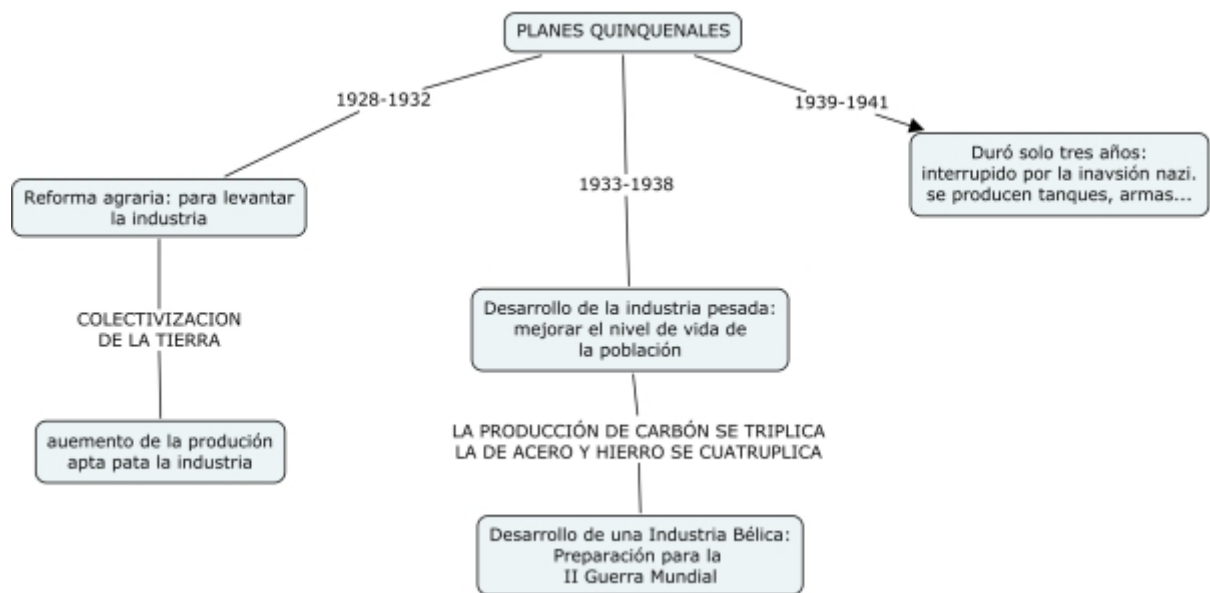 PLANES QUINQUENALES
1928-1932
1939-1941
Duró solo tres años:
interrupido por la inavsión nazi.
se producen tanques, armas...
1933-1938
Reforma agraria: para levantar
la industria
COLECTIVIZACION
DE LA TIERRA
Desarrollo de la industria pesada:
mejorar el nivel de vida de
la población
auemento de la produción
apta pata la industria
LA PRODUCCIÓN DE CARBÓN SE TRIPLICA
LA DE ACERO Y HIERRO SE CUATRUPLICA
Desarrollo de una Industria Bélica:
Preparación para la
II Guerra Mundial